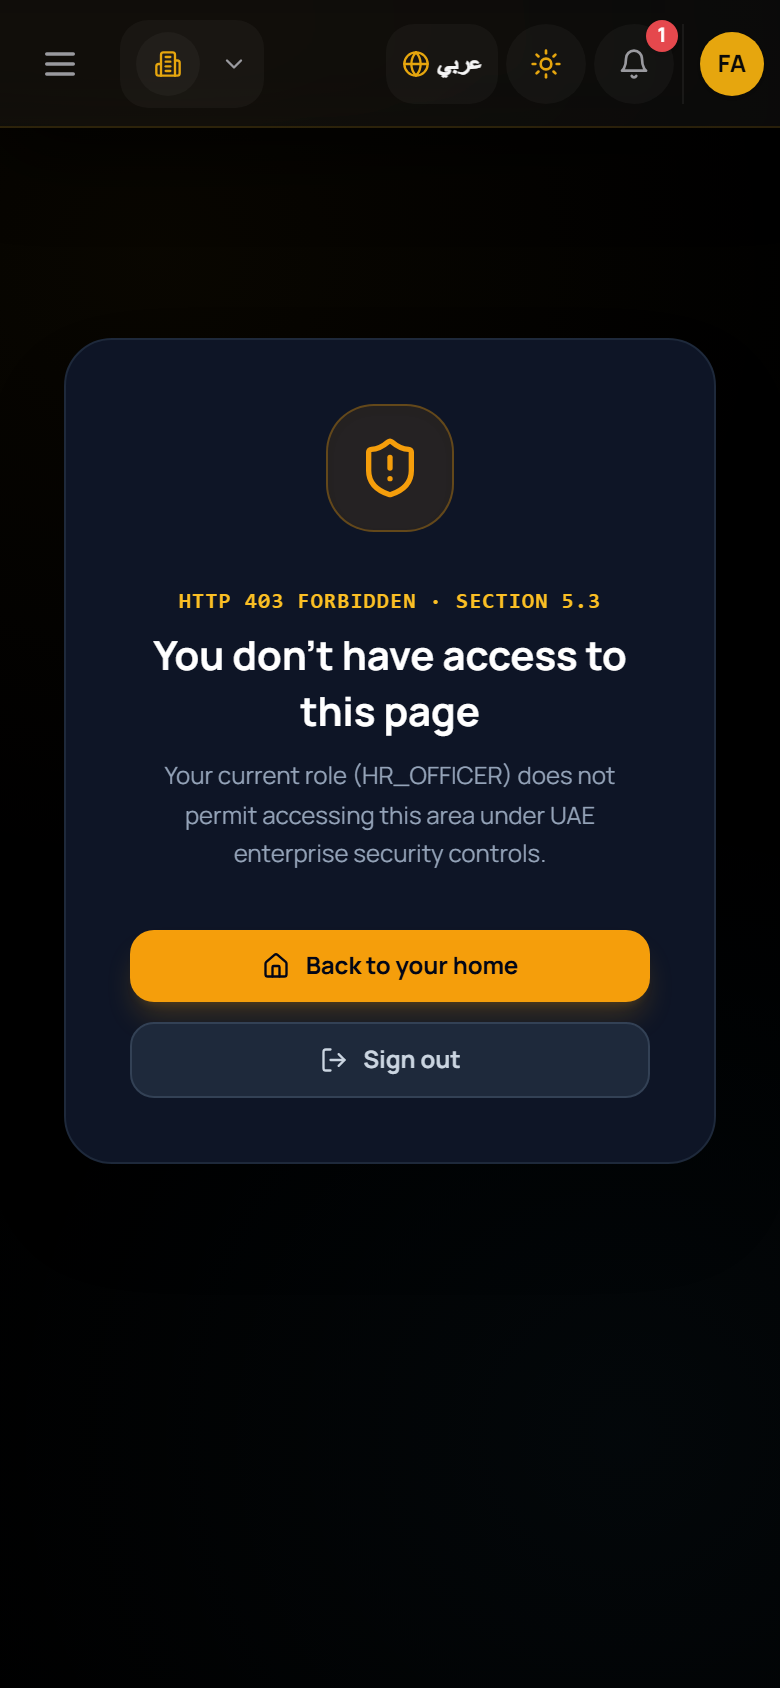 عربي
1
FA
HTTP 403 FORBIDDEN · SECTION 5.3
You don’t have access to
this page
Your current role (HR_OFFICER) does not
permit accessing this area under UAE
enterprise security controls.
Back to your home
Sign out